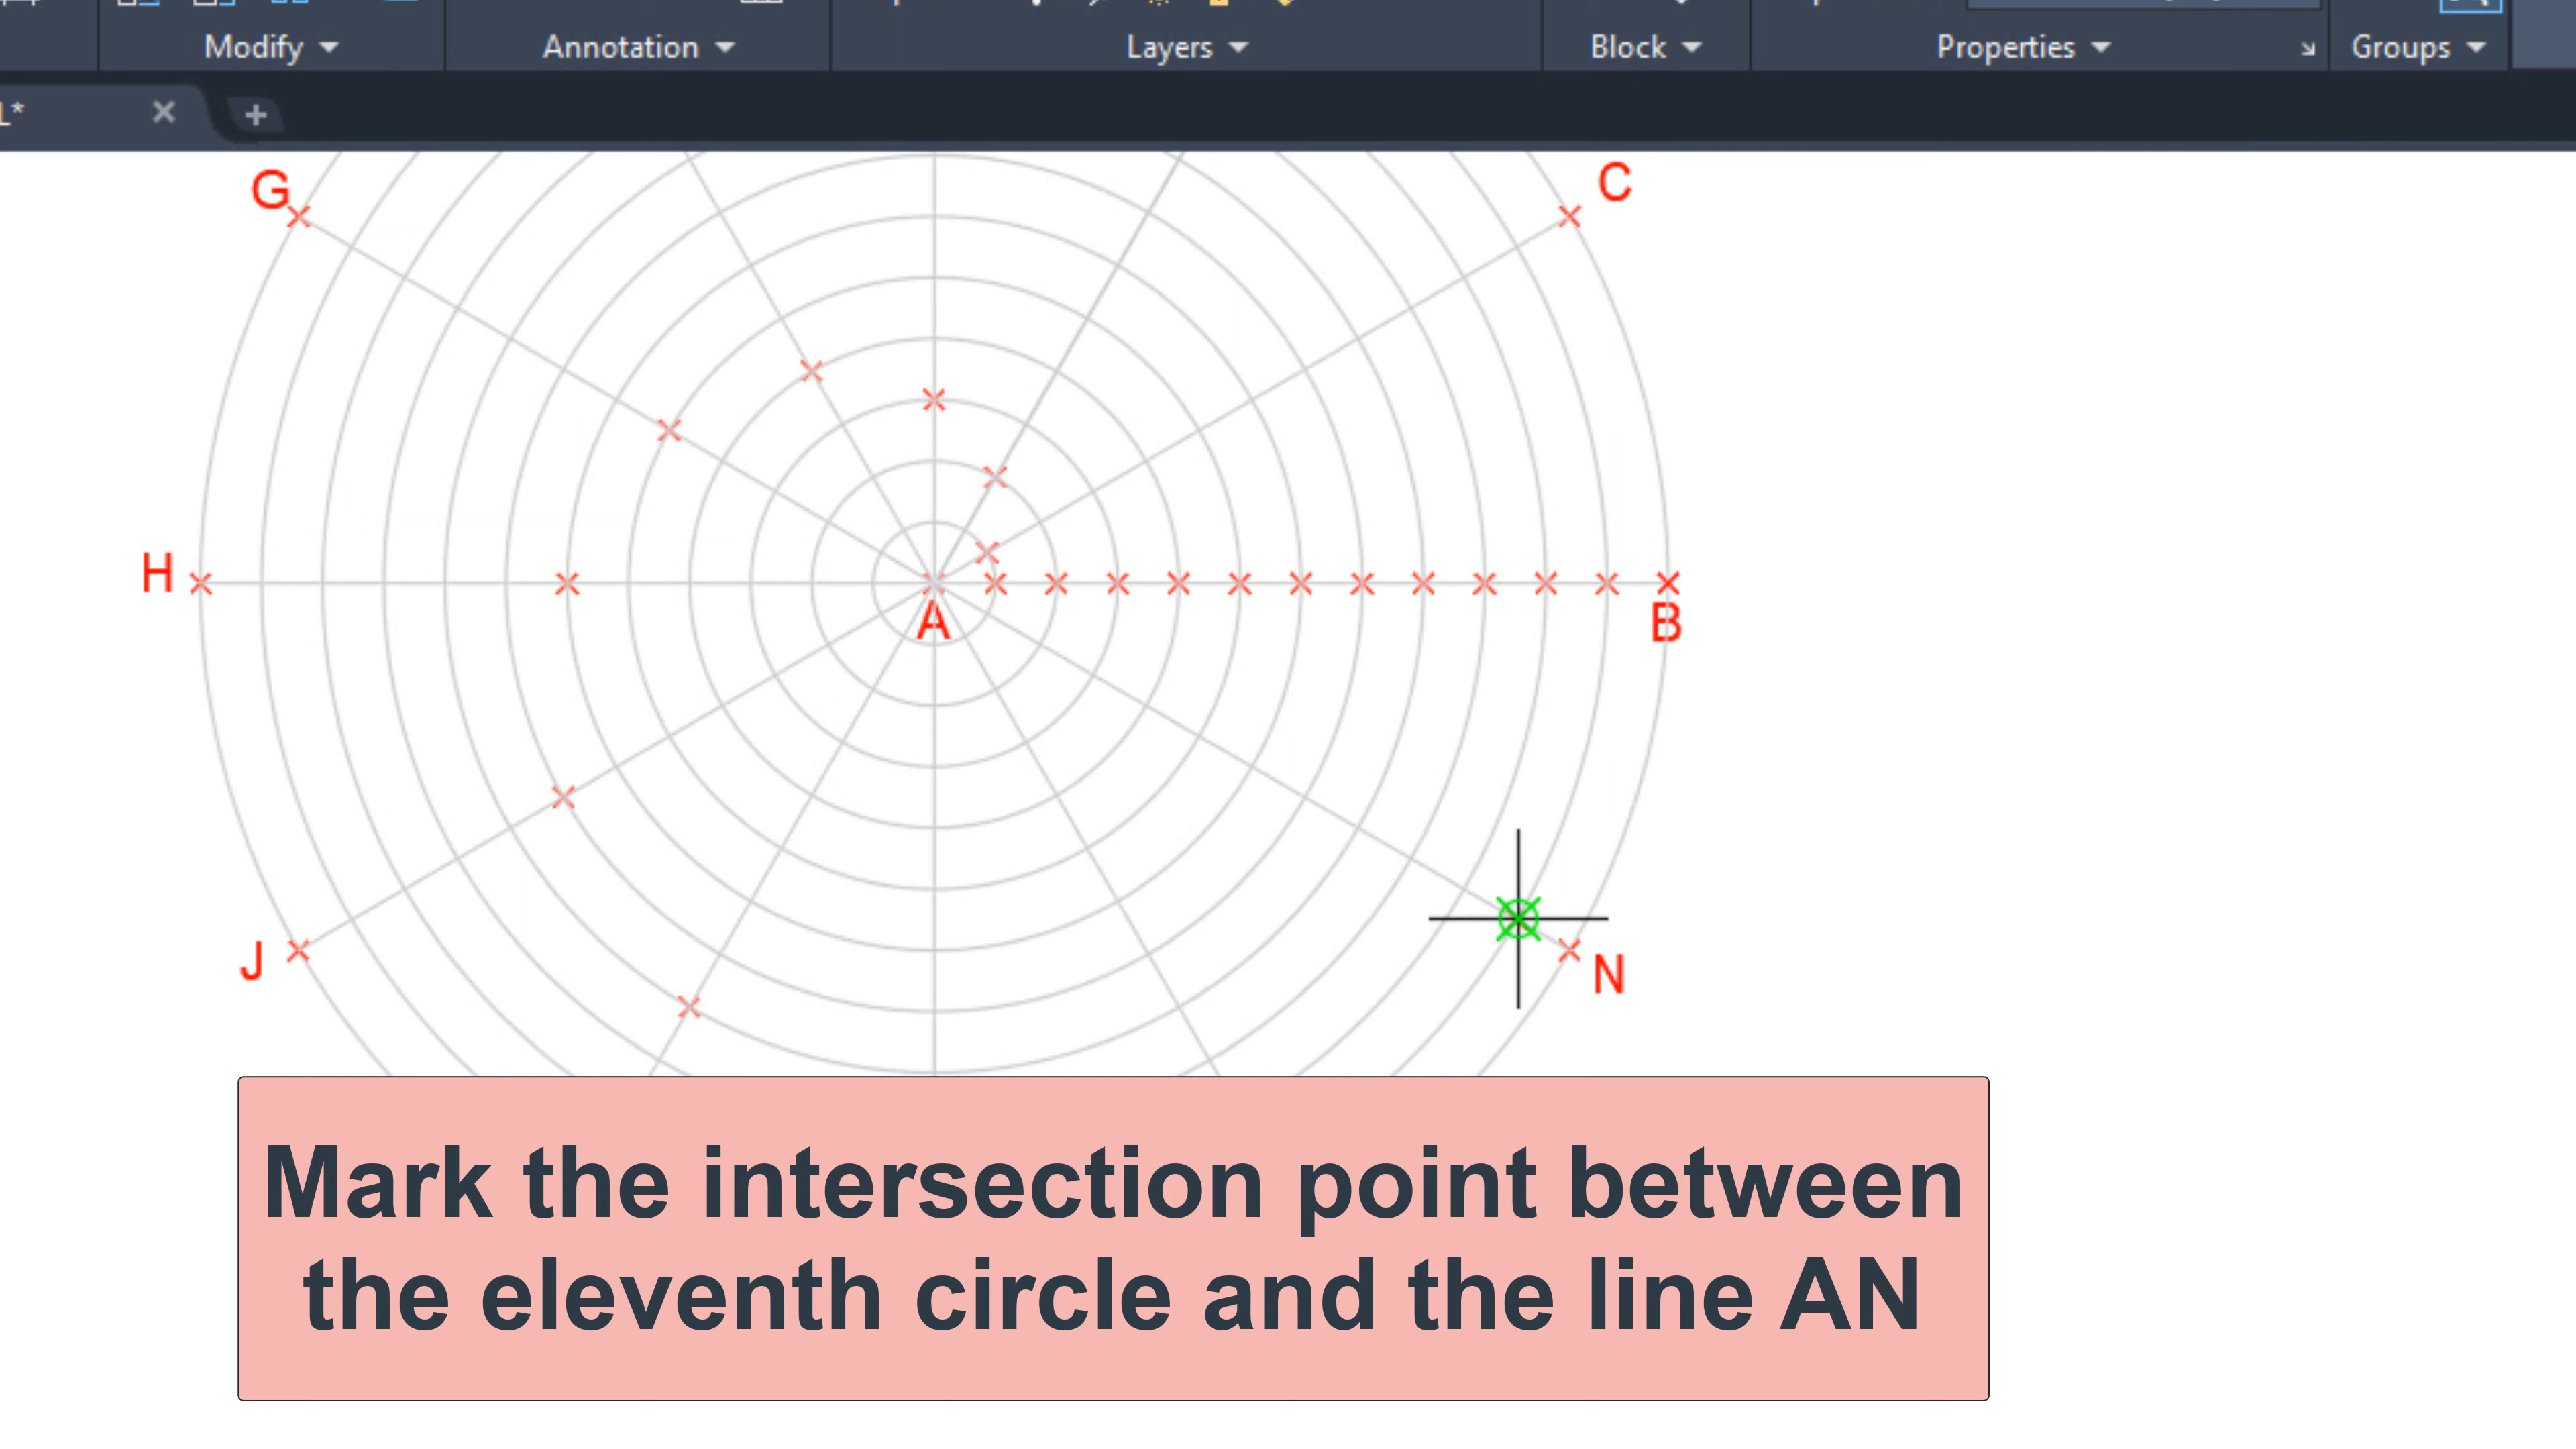 Modify Annotation Layers Block Properties Groups
L*
G C
H
A B
J N
Mark the intersection point between
the eleventh circle and the line AN